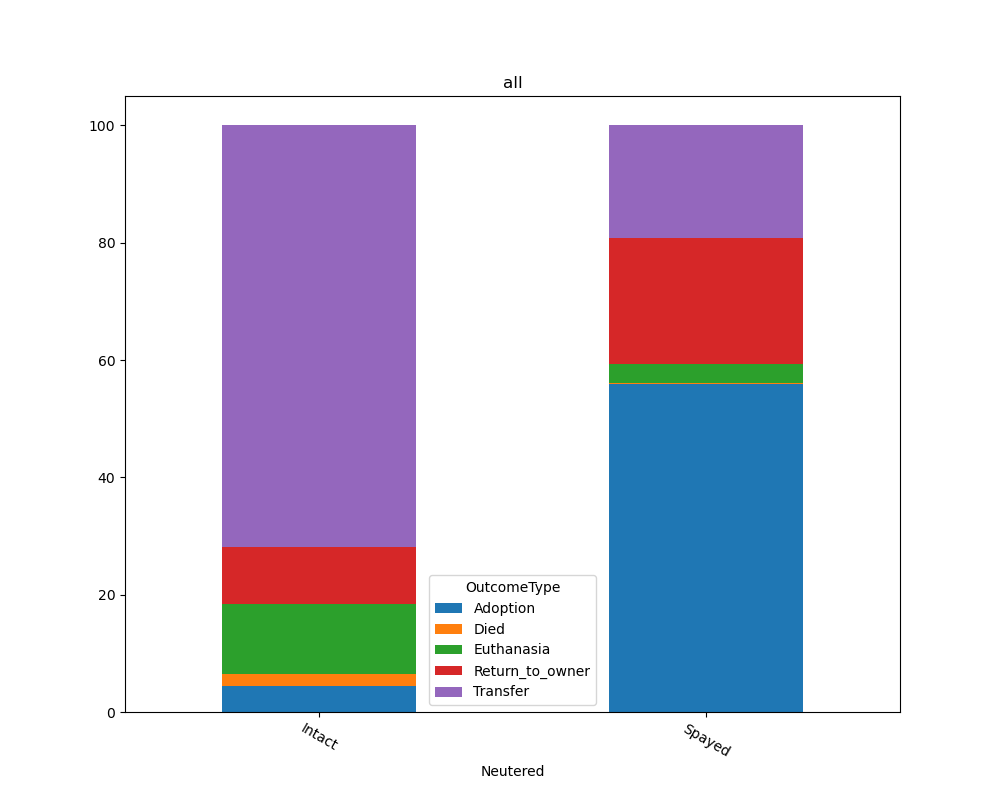 all
100
80
60
40
20
0
OutcomeType
Adoption
Died
Euthanasia
Return_to_owner
Transfer
Intact
Spayed
Neutered